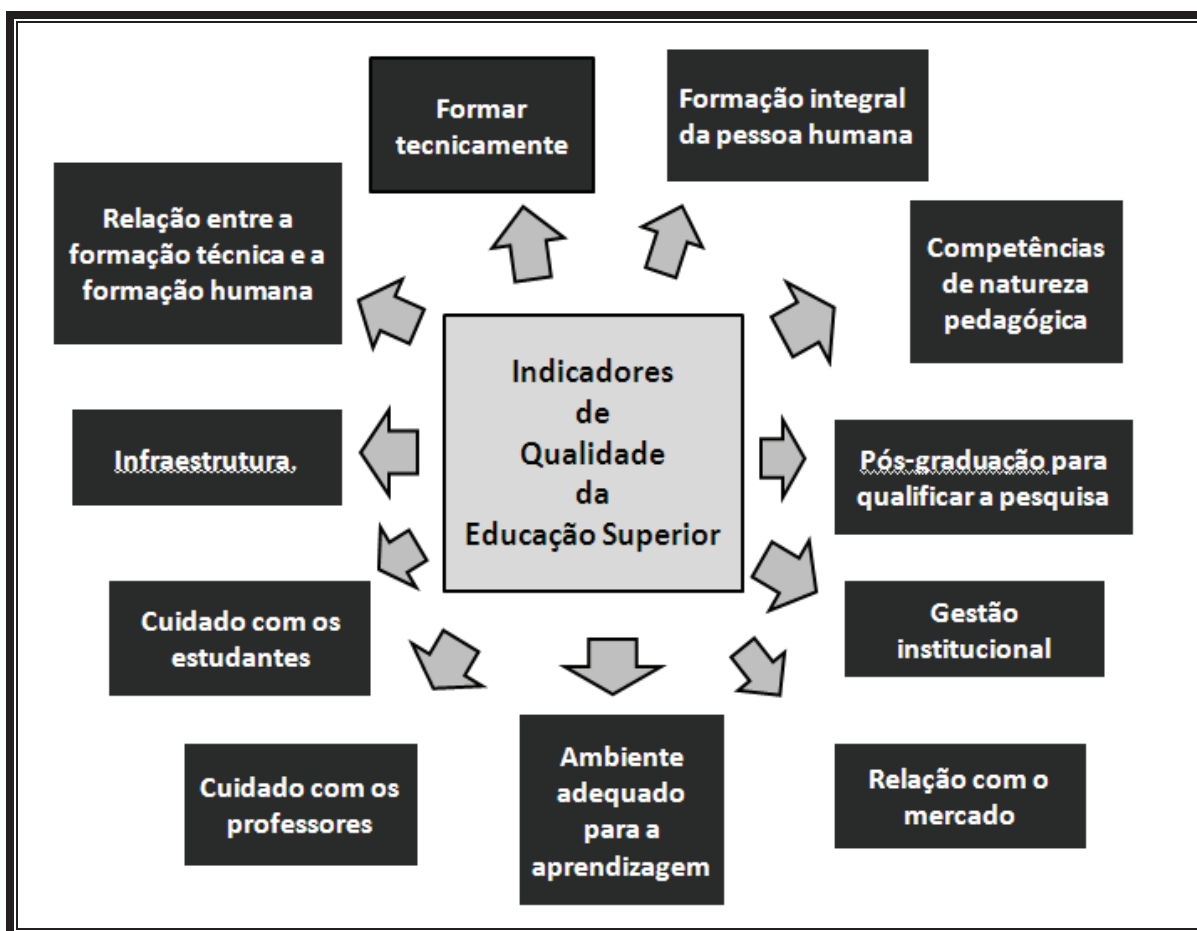 Formar
tecnicamente
Formação integral
da pessoa humana
Relação entre a
formação técnica e a
formação humana
Competências
de natureza
pedagógica
Indicadores
de
Qualidade
da
Educação Superior
Infraestrutura.
Pós-graduação para
qualificar a pesquisa
Cuidado com os
estudantes
Gestão
institucional
Cuidado com os
professores
Ambiente
adequado
para a
aprendizagem
Relação com o
mercado